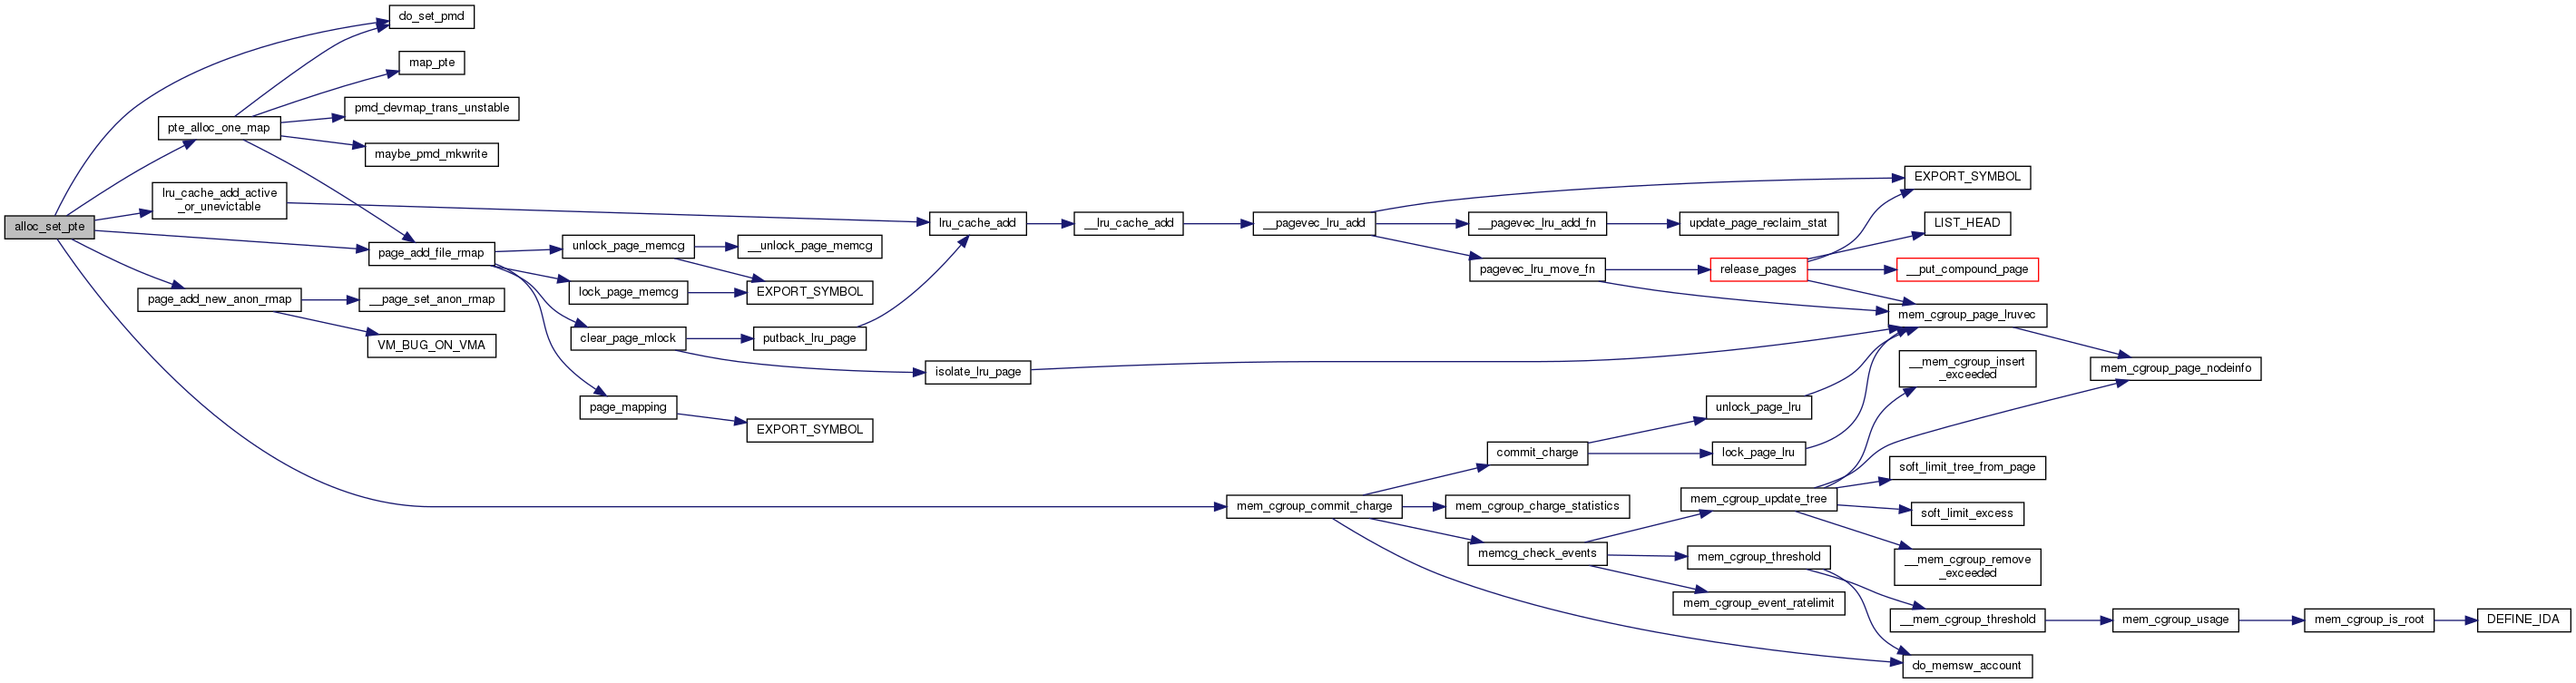 alloc_set_pte
do_set_pmd
map_pte
pmd_devmap_trans_unstable
pte_alloc_one_map
maybe_pmd_mkwrite
lru_cache_add_active
_or_unevictable
page_add_file_rmap
page_add_new_anon_rmap
__page_set_anon_rmap
VM_BUG_ON_VMA
unlock_page_memcg
__unlock_page_memcg
lock_page_memcg
EXPORT_SYMBOL
clear_page_mlock
putback_lru_page
isolate_lru_page
page_mapping
EXPORT_SYMBOL
lru_cache_add
__lru_cache_add
__pagevec_lru_add
__pagevec_lru_add_fn
update_page_reclaim_stat
pagevec_lru_move_fn
release_pages
EXPORT_SYMBOL
LIST_HEAD
__put_compound_page
mem_cgroup_page_lruvec
mem_cgroup_page_nodeinfo
mem_cgroup_commit_charge
commit_charge
unlock_page_lru
lock_page_lru
mem_cgroup_charge_statistics
memcg_check_events
mem_cgroup_update_tree
__mem_cgroup_insert
_exceeded
soft_limit_tree_from_page
soft_limit_excess
__mem_cgroup_remove
_exceeded
mem_cgroup_threshold
mem_cgroup_event_ratelimit
__mem_cgroup_threshold
mem_cgroup_usage
mem_cgroup_is_root
DEFINE_IDA
do_memsw_account